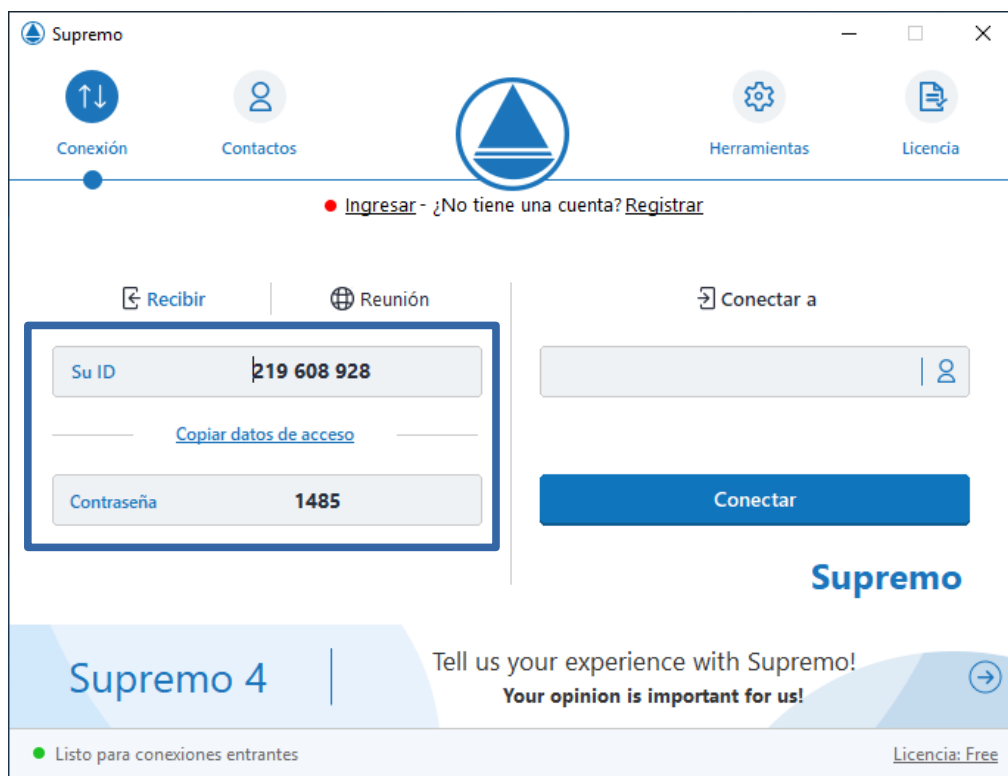 Supremo
Conexión
Contactos
Herramientas
Licencia
Ingresar - ¿No tiene una cuenta? Registrar
Recibir
Reunión
Su ID 219 608 928
Copiar datos de acceso
Contraseña 1485
Conectar a
Conectar
Supremo
Supremo 4
Tell us your experience with Supremo!
Your opinion is important for us!
Listo para conexiones entrantes
Licencia: Free